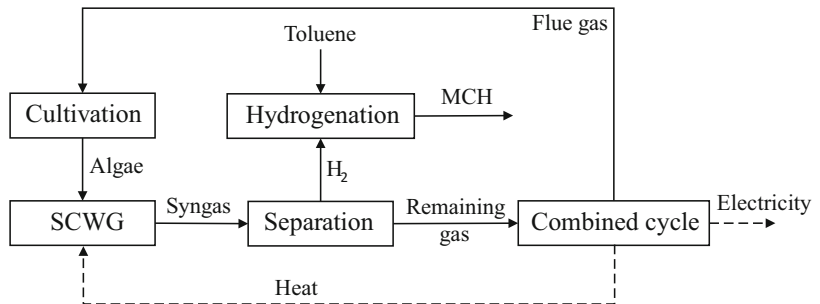 Flue gas
Toluene
Cultivation
Hydrogenation
MCH
Algae
H₂
SCWG
Syngas
Separation
Remaining
gas
Combined cycle
Electricity
Heat